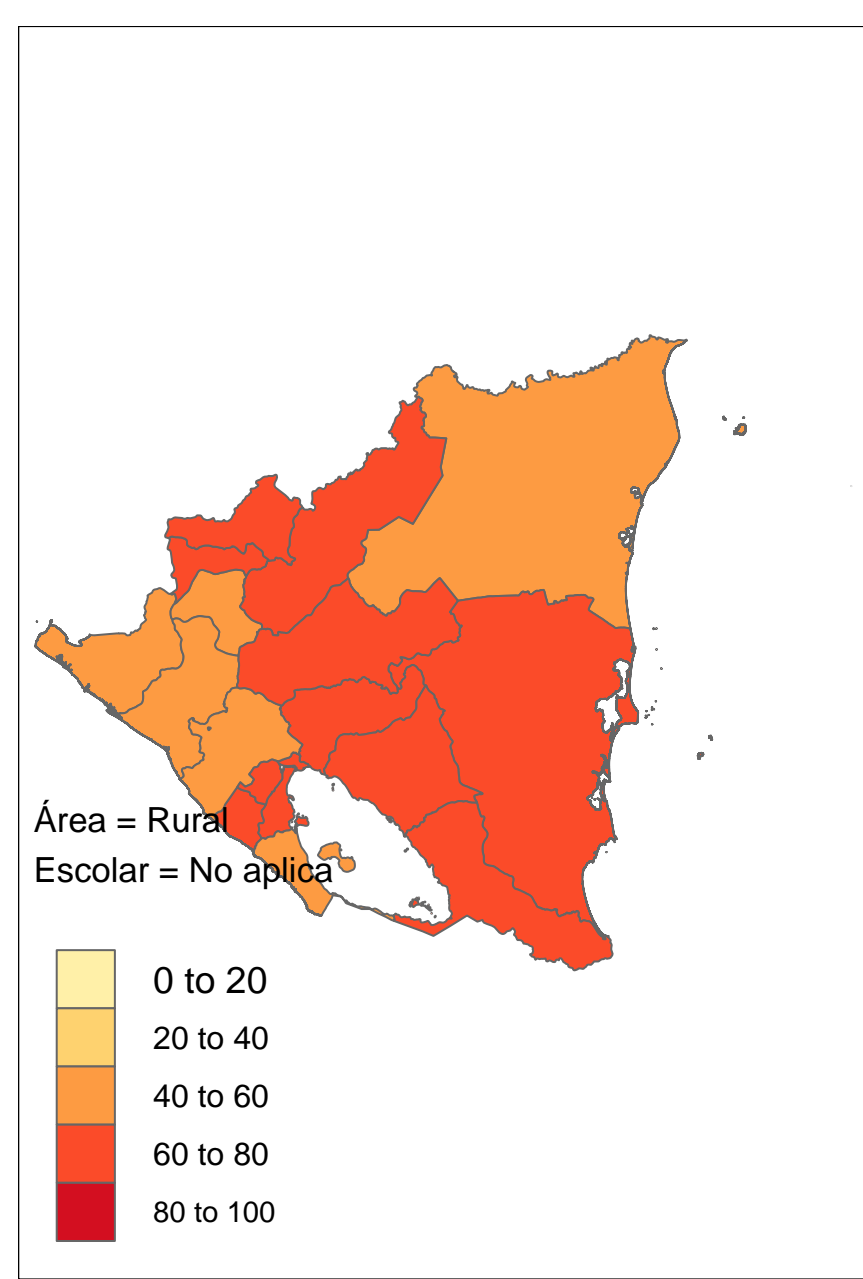 Área = Rural
Escolar = No aplica
0 to 20
20 to 40
40 to 60
60 to 80
80 to 100